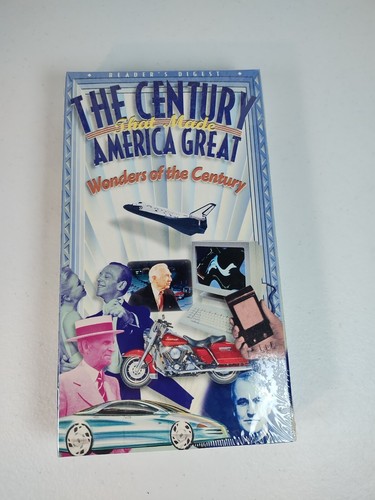 READER'S DIGEST
THE CENTURY
That Made
AMERICA GREAT
Wonders of the Century